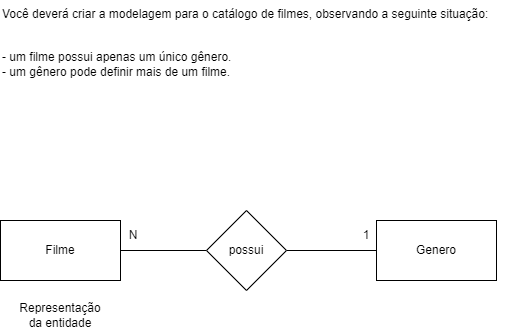 Você deverá criar a modelagem para o catálogo de filmes, observando a seguinte situação:
- um filme possui apenas um único gênero.
- um gênero pode definir mais de um filme.
N
1
Filme
possui
Genero
Representação
da entidade